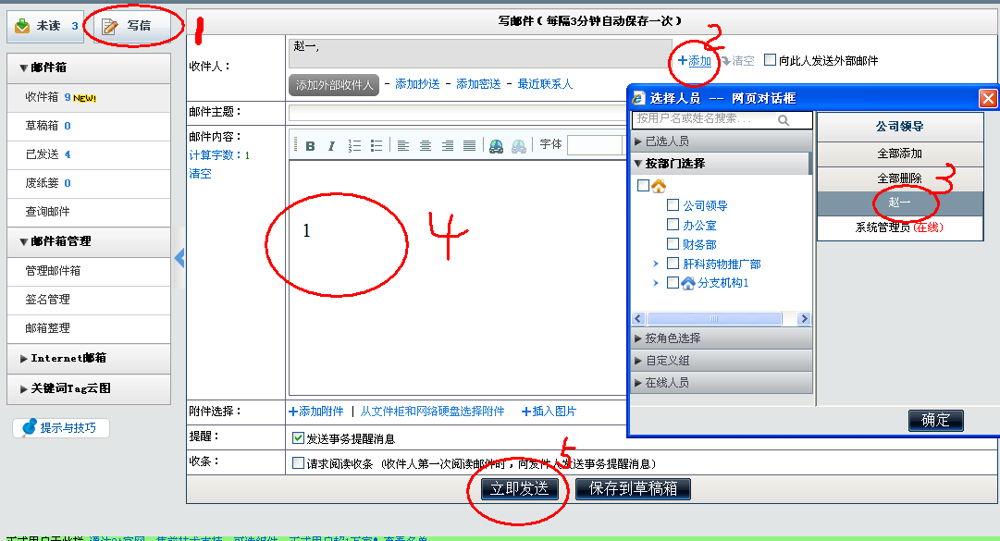 未读 3 写信 1
邮件箱
收件箱 9 NEW!
草稿箱 0
已发送 4
废纸篓 0
查询邮件
邮件箱管理
管理邮件箱
签名管理
邮箱整理
Internet邮箱
关键词Tag云图
提示与技巧
写邮件(每隔3分钟自动保存一次)
收件人:
赵一,
2
+添加 清空 向此人发送外部邮件
添加外部收件人 - 添加抄送 - 添加密送 - 最近联系人
邮件主题:
邮件内容:
计算字数:1
清空
B I 字体
1
4
选择人员 -- 网页对话框
按用户名或姓名搜索...
已选人员
按部门选择
公司领导
办公室
财务部
肝科药物推广部
分支机构1
按角色选择
自定义组
在线人员
公司领导
全部添加
全部删除
3
赵一
系统管理员(在线)
确定
附件选择:
+添加附件 | 从文件柜和网络硬盘选择附件 +插入图片
提醒:
发送事务提醒消息
收条:
请求阅读收条 (收件人第一次阅读邮件时,向发件人发送事务提醒消息)
5
立即发送 保存到草稿箱